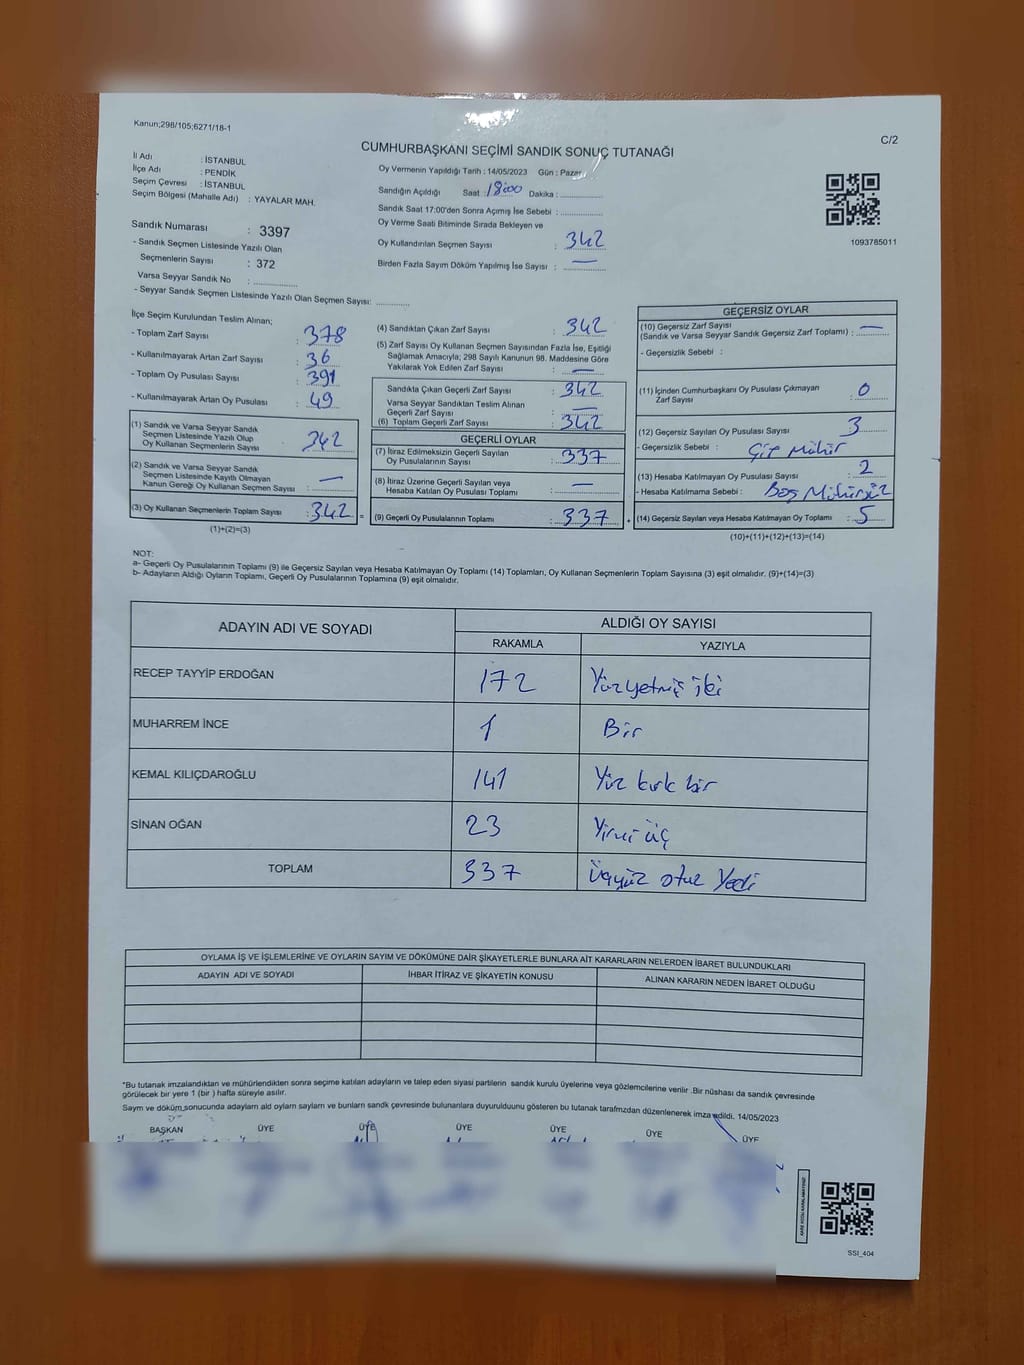 Kanun;298/105;6271/18-1
C/2
CUMHURBAŞKANI SEÇİMİ SANDIK SONUÇ TUTANAĞI
İl Adı : İSTANBUL
İlçe Adı : PENDİK
Seçim Çevresi : İSTANBUL
Seçim Bölgesi (Mahalle Adı) : YAYALAR MAH.
Oy Vermenin Yapıldığı Tarih : 14/05/2023 Gün : Pazar
Sandığın Açıldığı Saat : 18:00 Dakika :
Sandık Saat 17:00'den Sonra Açımış İse Sebebi :
Oy Verme Saati Bitiminde Sırada Bekleyen ve
Oy Kullandırılan Seçmen Sayısı : 342
Birden Fazla Sayım Döküm Yapılmış İse Sayısı : —
1093785011
Sandık Numarası : 3397
- Sandık Seçmen Listesinde Yazılı Olan
Seçmenlerin Sayısı : 372
Varsa Seyyar Sandık No :
- Seyyar Sandık Seçmen Listesinde Yazılı Olan Seçmen Sayısı:
İlçe Seçim Kurulundan Teslim Alınan;
- Toplam Zarf Sayısı : 378
- Kullanılmayarak Artan Zarf Sayısı : 36
- Toplam Oy Pusulası Sayısı : 391
- Kullanılmayarak Artan Oy Pusulası : 49
(1) Sandık ve Varsa Seyyar Sandık
Seçmen Listesinde Yazılı Olup
Oy Kullanan Seçmenlerin Sayısı : 342
(2) Sandık ve Varsa Seyyar Sandık
Seçmen Listesinde Kayıtlı Olmayan
Kanun Gereği Oy Kullanan Seçmen Sayısı : —
(3) Oy Kullanan Seçmenlerin Toplam Sayısı : 342 =
(1)+(2)=(3)
(4) Sandıktan Çıkan Zarf Sayısı : 342
(5) Zarf Sayısı Oy Kullanan Seçmen Sayısından Fazla İse, Eşitliği
Sağlamak Amacıyla; 298 Sayılı Kanunun 98. Maddesine Göre
Yakılarak Yok Edilen Zarf Sayısı : —
Sandıkta Çıkan Geçerli Zarf Sayısı : 342
Varsa Seyyar Sandıktan Teslim Alınan
Geçerli Zarf Sayısı : —
(6) Toplam Geçerli Zarf Sayısı : 342
GEÇERLİ OYLAR
(7) İtiraz Edilmeksizin Geçerli Sayılan
Oy Pusulalarının Sayısı : 337
(8) İtiraz Üzerine Geçerli Sayılan veya
Hesaba Katılan Oy Pusulası Toplamı : —
(9) Geçerli Oy Pusulalarının Toplamı : 337 +
GEÇERSİZ OYLAR
(10) Geçersiz Zarf Sayısı
(Sandık ve Varsa Seyyar Sandık Geçersiz Zarf Toplamı) : —
- Geçersizlik Sebebi :
(11) İçinden Cumhurbaşkanı Oy Pusulası Çıkmayan
Zarf Sayısı : 0
(12) Geçersiz Sayılan Oy Pusulası Sayısı : 3
- Geçersizlik Sebebi : Çift Mühür
(13) Hesaba Katılmayan Oy Pusulası Sayısı : 2
- Hesaba Katılmama Sebebi : Boş Mühürsüz
(14) Geçersiz Sayılan veya Hesaba Katılmayan Oy Toplamı : 5
(10)+(11)+(12)+(13)=(14)
NOT:
a- Geçerli Oy Pusulalarının Toplamı (9) ile Geçersiz Sayılan veya Hesaba Katılmayan Oy Toplamı (14) Toplamları, Oy Kullanan Seçmenlerin Toplam Sayısına (3) eşit olmalıdır. (9)+(14)=(3)
b- Adayların Aldığı Oyların Toplamı, Geçerli Oy Pusulalarının Toplamına (9) eşit olmalıdır.
ADAYIN ADI VE SOYADI
ALDIĞI OY SAYISI
RAKAMLA YAZIYLA
RECEP TAYYİP ERDOĞAN 172 Yüzyetmiş iki
MUHARREM İNCE 1 Bir
KEMAL KILIÇDAROĞLU 141 Yüz kırk bir
SİNAN OĞAN 23 Yirmi üç
TOPLAM 337 Üçyüz otuz Yedi
OYLAMA İŞ VE İŞLEMLERİNE VE OYLARIN SAYIM VE DÖKÜMÜNE DAİR ŞİKAYETLERLE BUNLARA AİT KARARLARIN NELERDEN İBARET BULUNDUKLARI
ADAYIN ADI VE SOYADI İHBAR İTİRAZ VE ŞİKAYETİN KONUSU ALINAN KARARIN NEDEN İBARET OLDUĞU
"Bu tutanak imzalandıktan ve mühürlendikten sonra seçime katılan adayların ve talep eden siyasi partilerin sandık kurulu üyelerine veya gözlemcilerine verilir .Bir nüshası da sandık çevresinde
görülecek bir yere 1 (bir ) hafta süreyle asılır.
Sayım ve döküm sonucunda adayların ald oyların sayların ve bunların sandk çevresinde bulunanlara duyurulduunu gösteren bu tutanak tarafmzdan düzenlenerek imza edildi. 14/05/2023
BAŞKAN ÜYE ÜYE ÜYE ÜYE ÜYE ÜYE
SSI_404